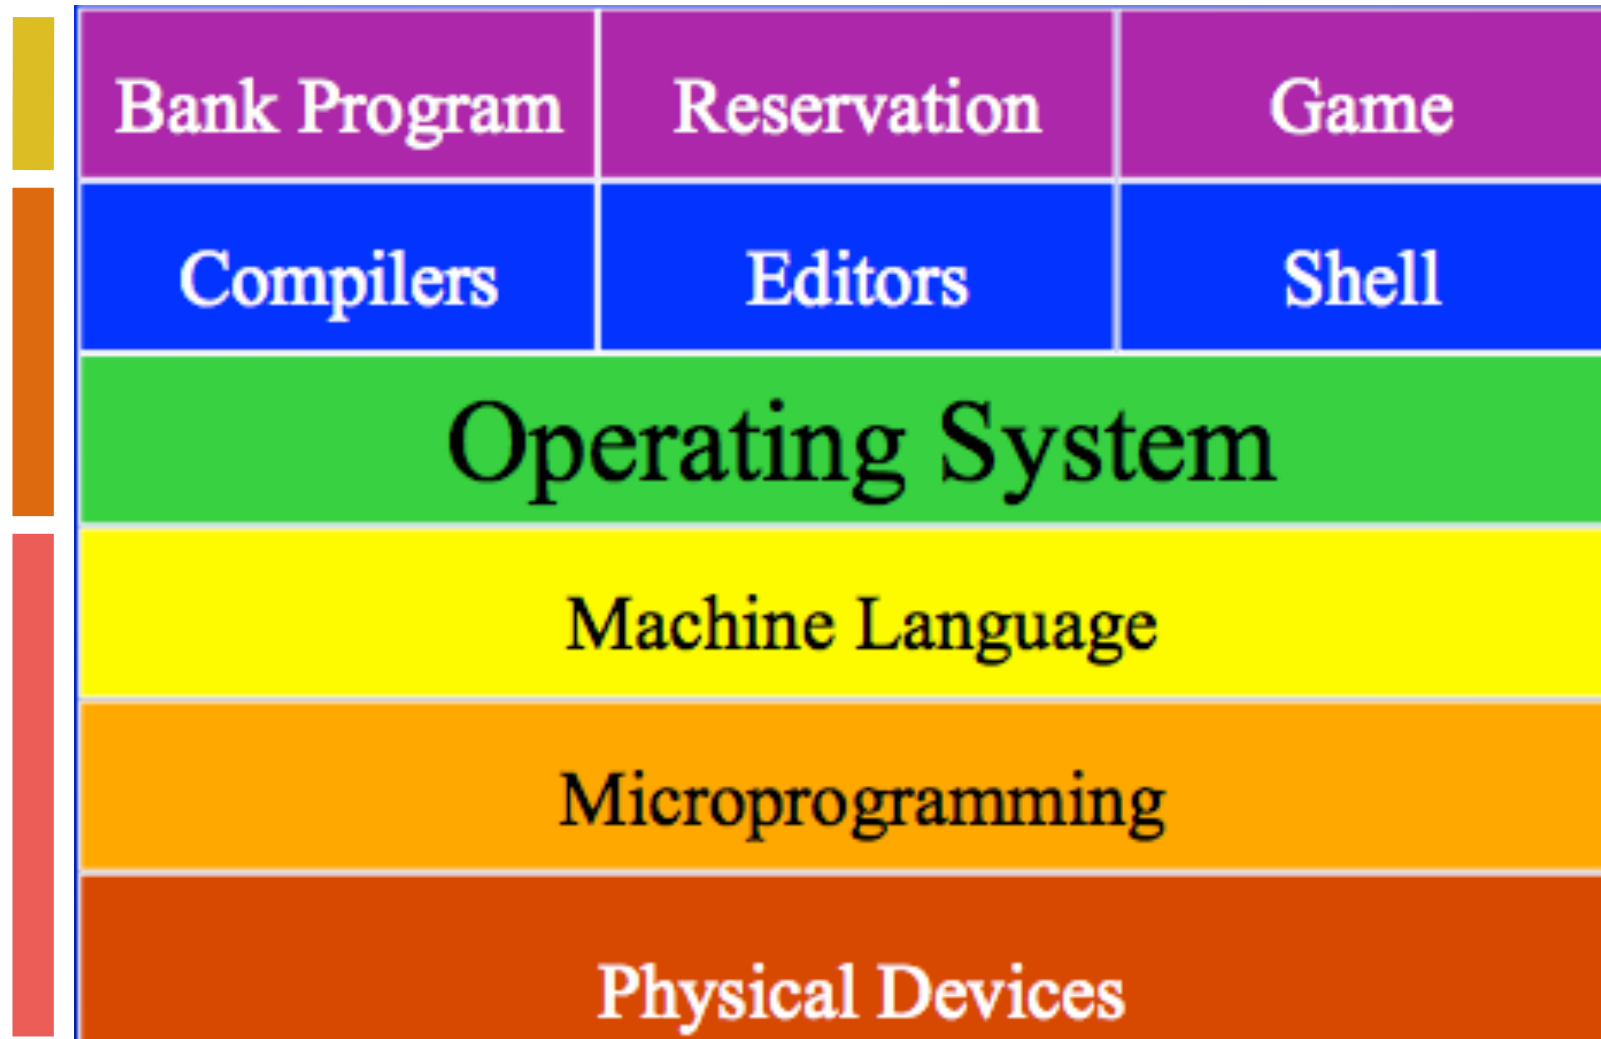 Bank Program Reservation Game
Compilers Editors Shell
Operating System
Machine Language
Microprogramming
Physical Devices